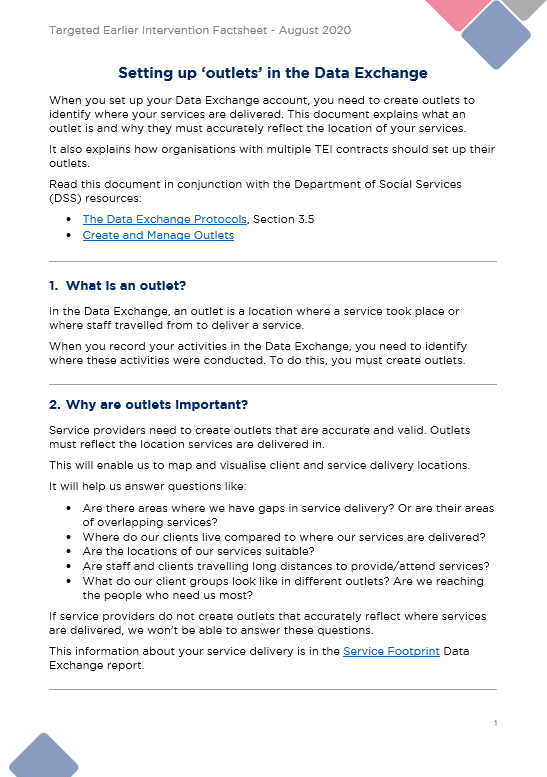 Targeted Earlier Intervention Factsheet - August 2020
Setting up ‘outlets’ in the Data Exchange
When you set up your Data Exchange account, you need to create outlets to
identify where your services are delivered. This document explains what an
outlet is and why they must accurately reflect the location of your services.
It also explains how organisations with multiple TEI contracts should set up their
outlets.
Read this document in conjunction with the Department of Social Services
(DSS) resources:
• The Data Exchange Protocols, Section 3.5
• Create and Manage Outlets
1. What is an outlet?
In the Data Exchange, an outlet is a location where a service took place or
where staff travelled from to deliver a service.
When you record your activities in the Data Exchange, you need to identify
where these activities were conducted. To do this, you must create outlets.
2. Why are outlets important?
Service providers need to create outlets that are accurate and valid. Outlets
must reflect the location services are delivered in.
This will enable us to map and visualise client and service delivery locations.
It will help us answer questions like:
• Are there areas where we have gaps in service delivery? Or are their areas
of overlapping services?
• Where do our clients live compared to where our services are delivered?
• Are the locations of our services suitable?
• Are staff and clients travelling long distances to provide/attend services?
• What do our client groups look like in different outlets? Are we reaching
the people who need us most?
If service providers do not create outlets that accurately reflect where services
are delivered, we won't be able to answer these questions.
This information about your service delivery is in the Service Footprint Data
Exchange report.
1